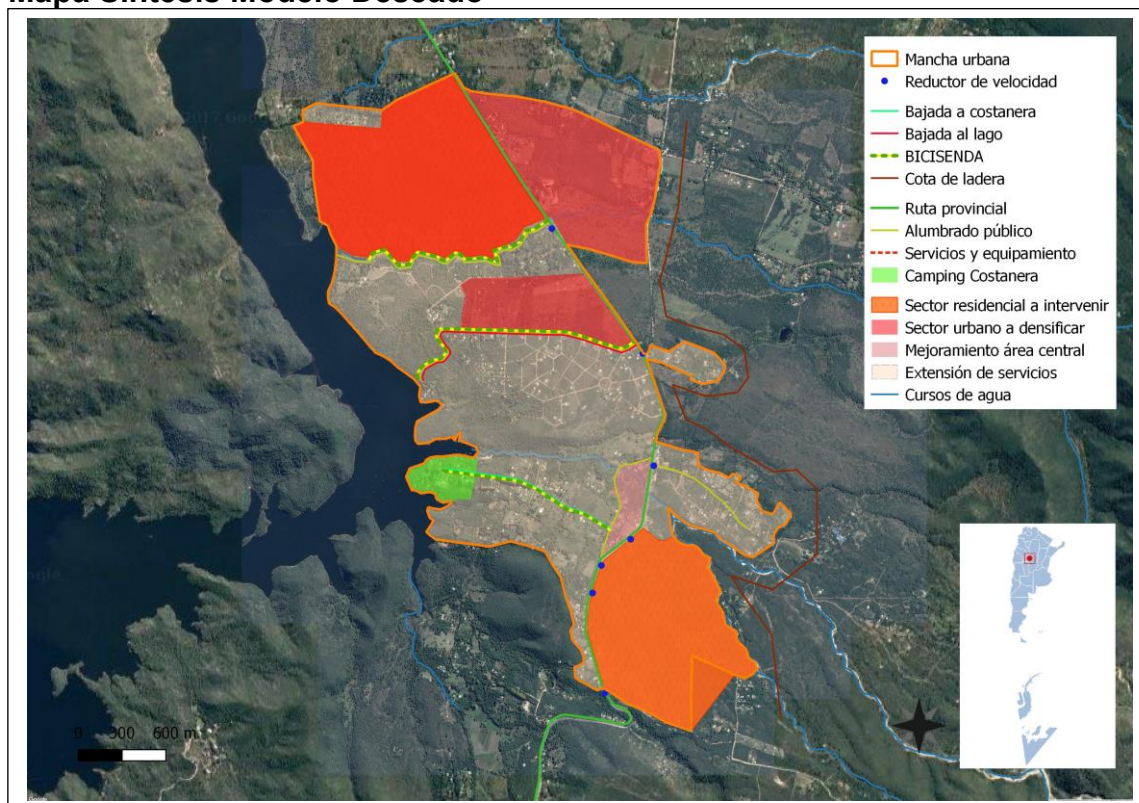 Mapa Síntesis Modelo Deseado
Mancha urbana
Reductor de velocidad
Bajada a costanera
Bajada al lago
BICISENDA
Cota de ladera
Ruta provincial
Alumbrado público
Servicios y equipamiento
Camping Costanera
Sector residencial a intervenir
Sector urbano a densificar
Mejoramiento área central
Extensión de servicios
Cursos de agua
0 300 600 m